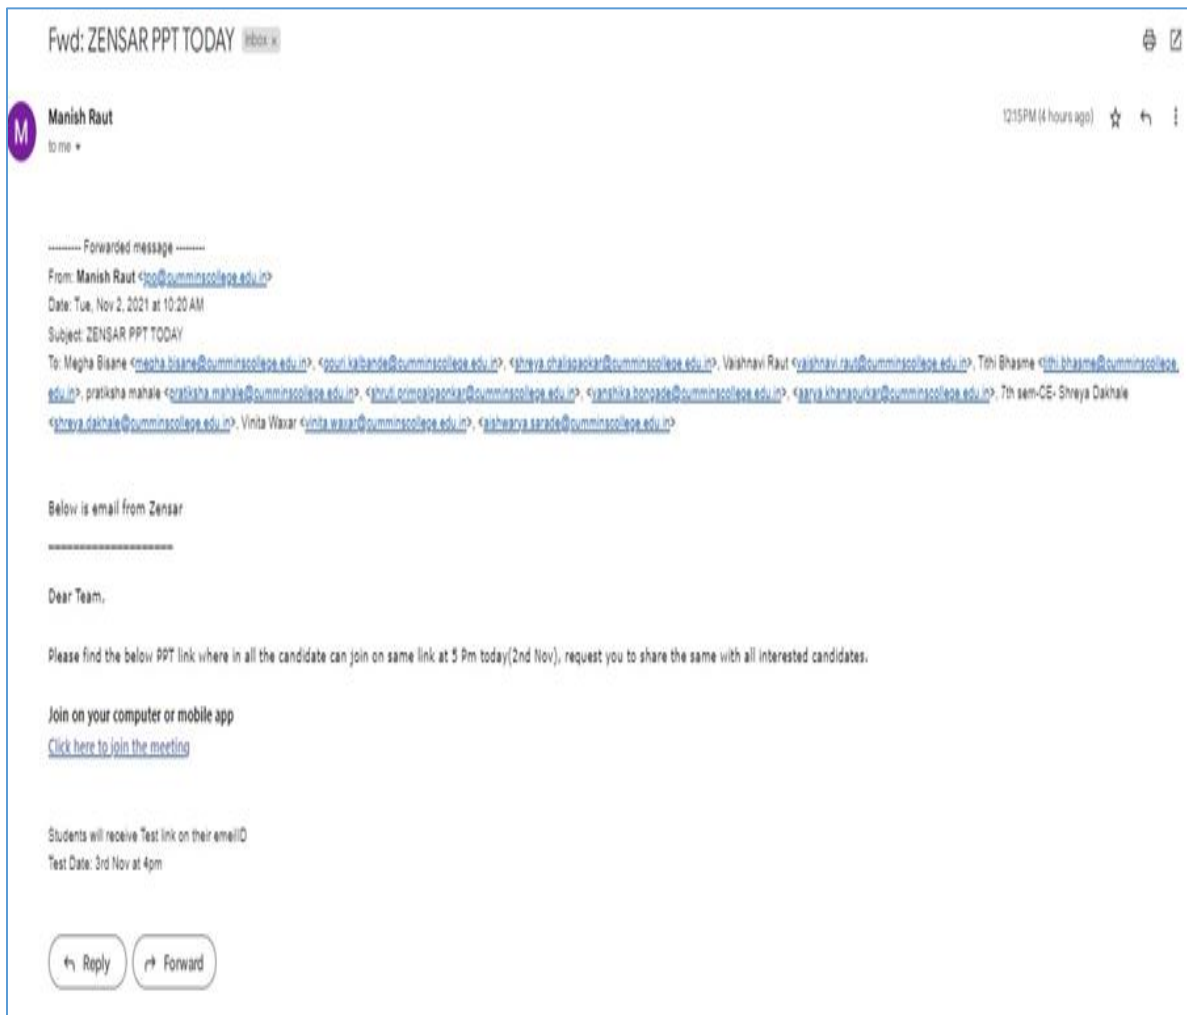 Fwd: ZENSAR PPT TODAY Inbox x
M
Manish Raut
12:15 PM (4 hours ago)
to me
---------- Forwarded message ---------
From: Manish Raut <tpo@cumminscollege.edu.in>
Date: Tue, Nov 2, 2021 at 10:20 AM
Subject: ZENSAR PPT TODAY
To: Megha Bisane <megha.bisane@cumminscollege.edu.in>, <gouri.kalbande@cumminscollege.edu.in>, <shreya.chalisgaokar@cumminscollege.edu.in>, Vaishnavi Raut <vaishnavi.raut@cumminscollege.edu.in>, Tithi Bhasme <tithi.bhasme@cumminscollege.
edu.in>, pratiksha mahale <pratiksha.mahale@cumminscollege.edu.in>, <shruti.primpalgaonkar@cumminscollege.edu.in>, <vanshika.bongade@cumminscollege.edu.in>, <aarya.khanapurkar@cumminscollege.edu.in>, 7th sem-CE- Shreya Dakhale
<shreya.dakhale@cumminscollege.edu.in>, Vinita Waxar <vinita.waxar@cumminscollege.edu.in>, <aishwarya.sarade@cumminscollege.edu.in>
Below is email from Zensar
====================
Dear Team,
Please find the below PPT link where in all the candidate can join on same link at 5 Pm today(2nd Nov), request you to share the same with all interested candidates.
Join on your computer or mobile app
Click here to join the meeting
Students will receive Test link on their emeilID
Test Date: 3rd Nov at 4pm
Reply
Forward